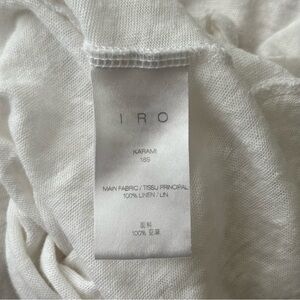 IRO
KARAMI
18S
MAIN FABRIC / TISSU PRINCIPAL
100% LINEN / LIN
面料
100% 亚麻